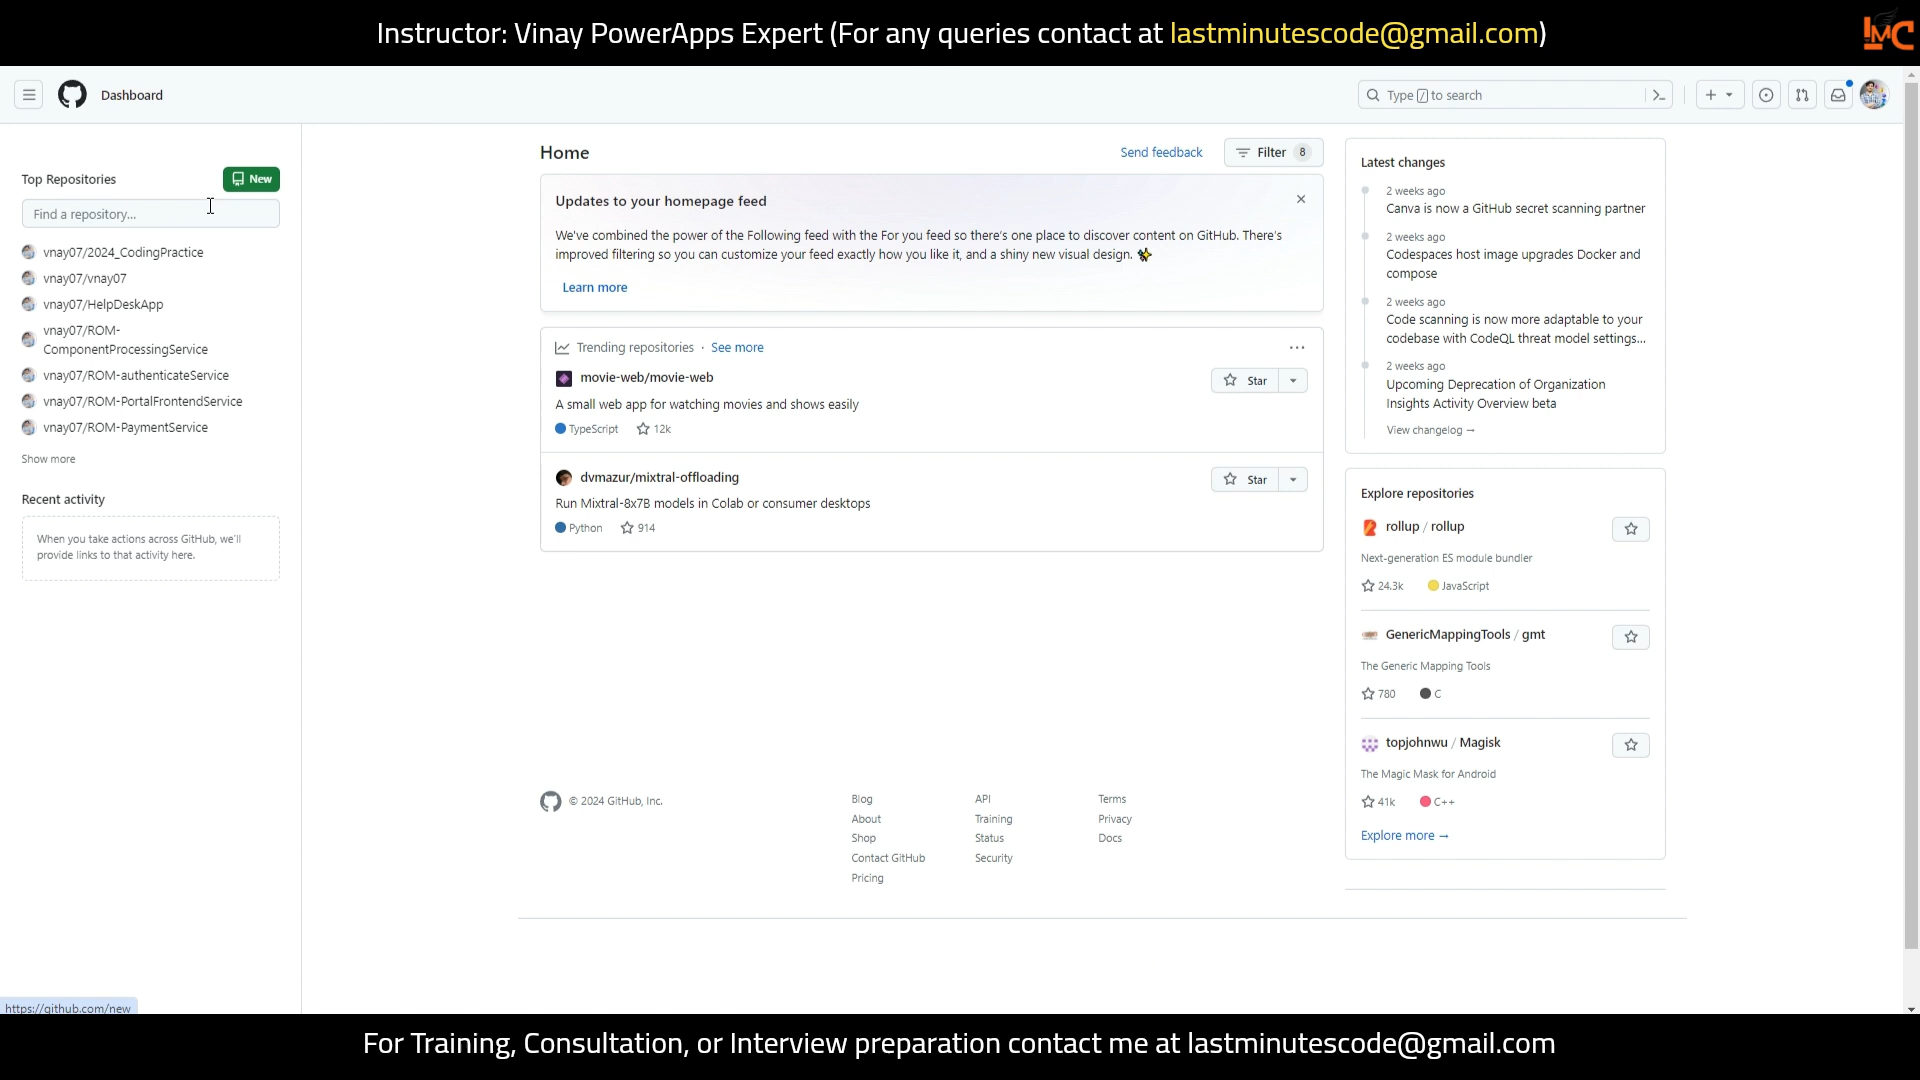 Instructor: Vinay PowerApps Expert (For any queries contact at lastminutescode@gmail.com)
LMC
Dashboard
Type / to search
Top Repositories
New
Find a repository...
vnay07/2024_CodingPractice
vnay07/vnay07
vnay07/HelpDeskApp
vnay07/ROM-
ComponentProcessingService
vnay07/ROM-authenticateService
vnay07/ROM-PortalFrontendService
vnay07/ROM-PaymentService
Show more
Recent activity
When you take actions across GitHub, we'll
provide links to that activity here.
https://github.com/new
Home
Send feedback
Filter 8
Updates to your homepage feed
We've combined the power of the Following feed with the For you feed so there's one place to discover content on GitHub. There's
improved filtering so you can customize your feed exactly how you like it, and a shiny new visual design. ✨
Learn more
Trending repositories · See more
movie-web/movie-web
Star
A small web app for watching movies and shows easily
TypeScript 12k
dvmazur/mixtral-offloading
Star
Run Mixtral-8x7B models in Colab or consumer desktops
Python 914
© 2024 GitHub, Inc.
Blog
About
Shop
Contact GitHub
Pricing
API
Training
Status
Security
Terms
Privacy
Docs
Latest changes
2 weeks ago
Canva is now a GitHub secret scanning partner
2 weeks ago
Codespaces host image upgrades Docker and
compose
2 weeks ago
Code scanning is now more adaptable to your
codebase with CodeQL threat model settings...
2 weeks ago
Upcoming Deprecation of Organization
Insights Activity Overview beta
View changelog →
Explore repositories
rollup / rollup
Next-generation ES module bundler
24.3k JavaScript
GenericMappingTools / gmt
The Generic Mapping Tools
780 C
topjohnwu / Magisk
The Magic Mask for Android
41k C++
Explore more →
For Training, Consultation, or Interview preparation contact me at lastminutescode@gmail.com